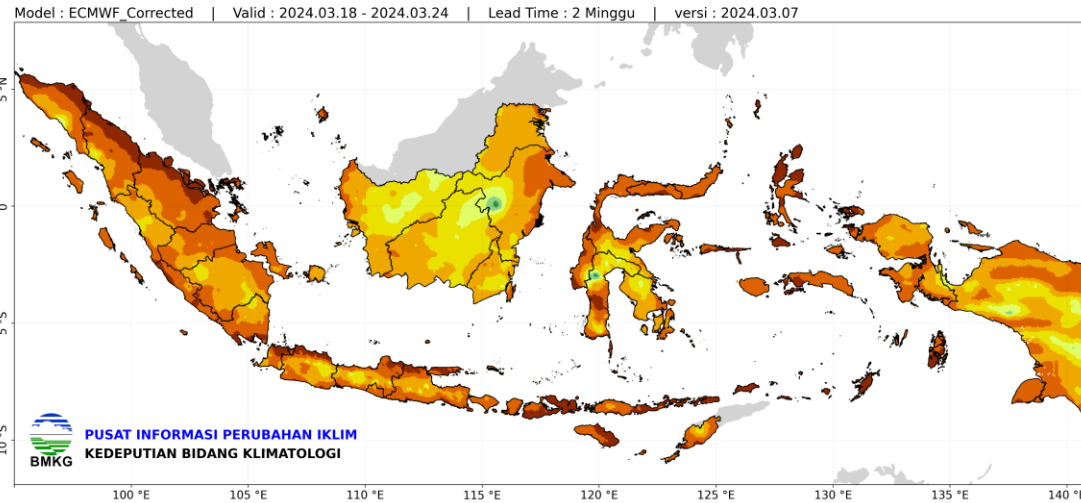 Model : ECMWF_Corrected | Valid : 2024.03.18 - 2024.03.24 | Lead Time : 2 Minggu | versi : 2024.03.07
5 °N
0
5 °S
10 °S
PUSAT INFORMASI PERUBAHAN IKLIM
KEDEPUTIAN BIDANG KLIMATOLOGI
BMKG
100 °E 105 °E 110 °E 115 °E 120 °E 125 °E 130 °E 135 °E 140 °